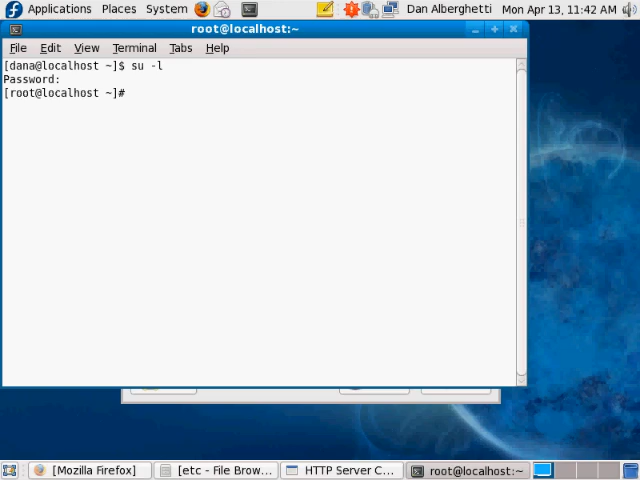 Applications Places System Dan Alberghetti Mon Apr 13, 11:42 AM
root@localhost:~
File Edit View Terminal Tabs Help
[dana@localhost ~]$ su -l
Password:
[root@localhost ~]#
[Mozilla Firefox] [etc - File Brow... HTTP Server C... root@localhost:~